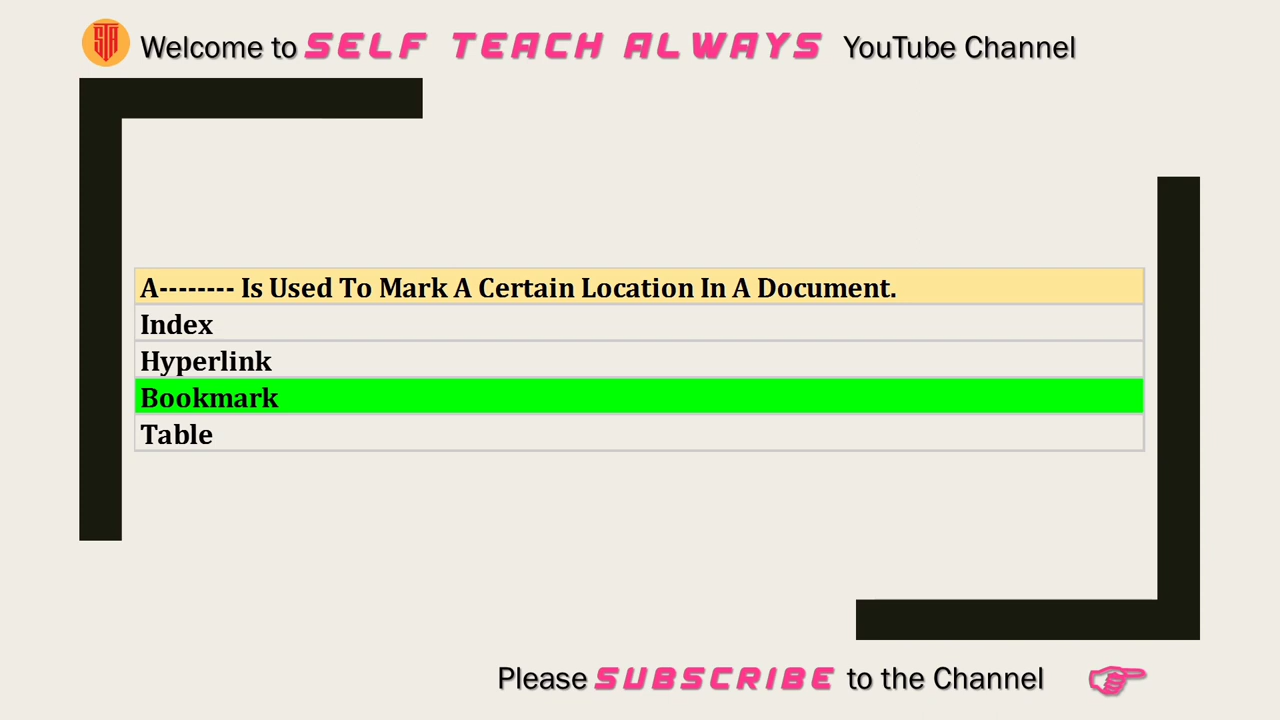 STA
Welcome to SELF TEACH ALWAYS YouTube Channel
A-------- Is Used To Mark A Certain Location In A Document.
Index
Hyperlink
Bookmark
Table
Please SUBSCRIBE to the Channel